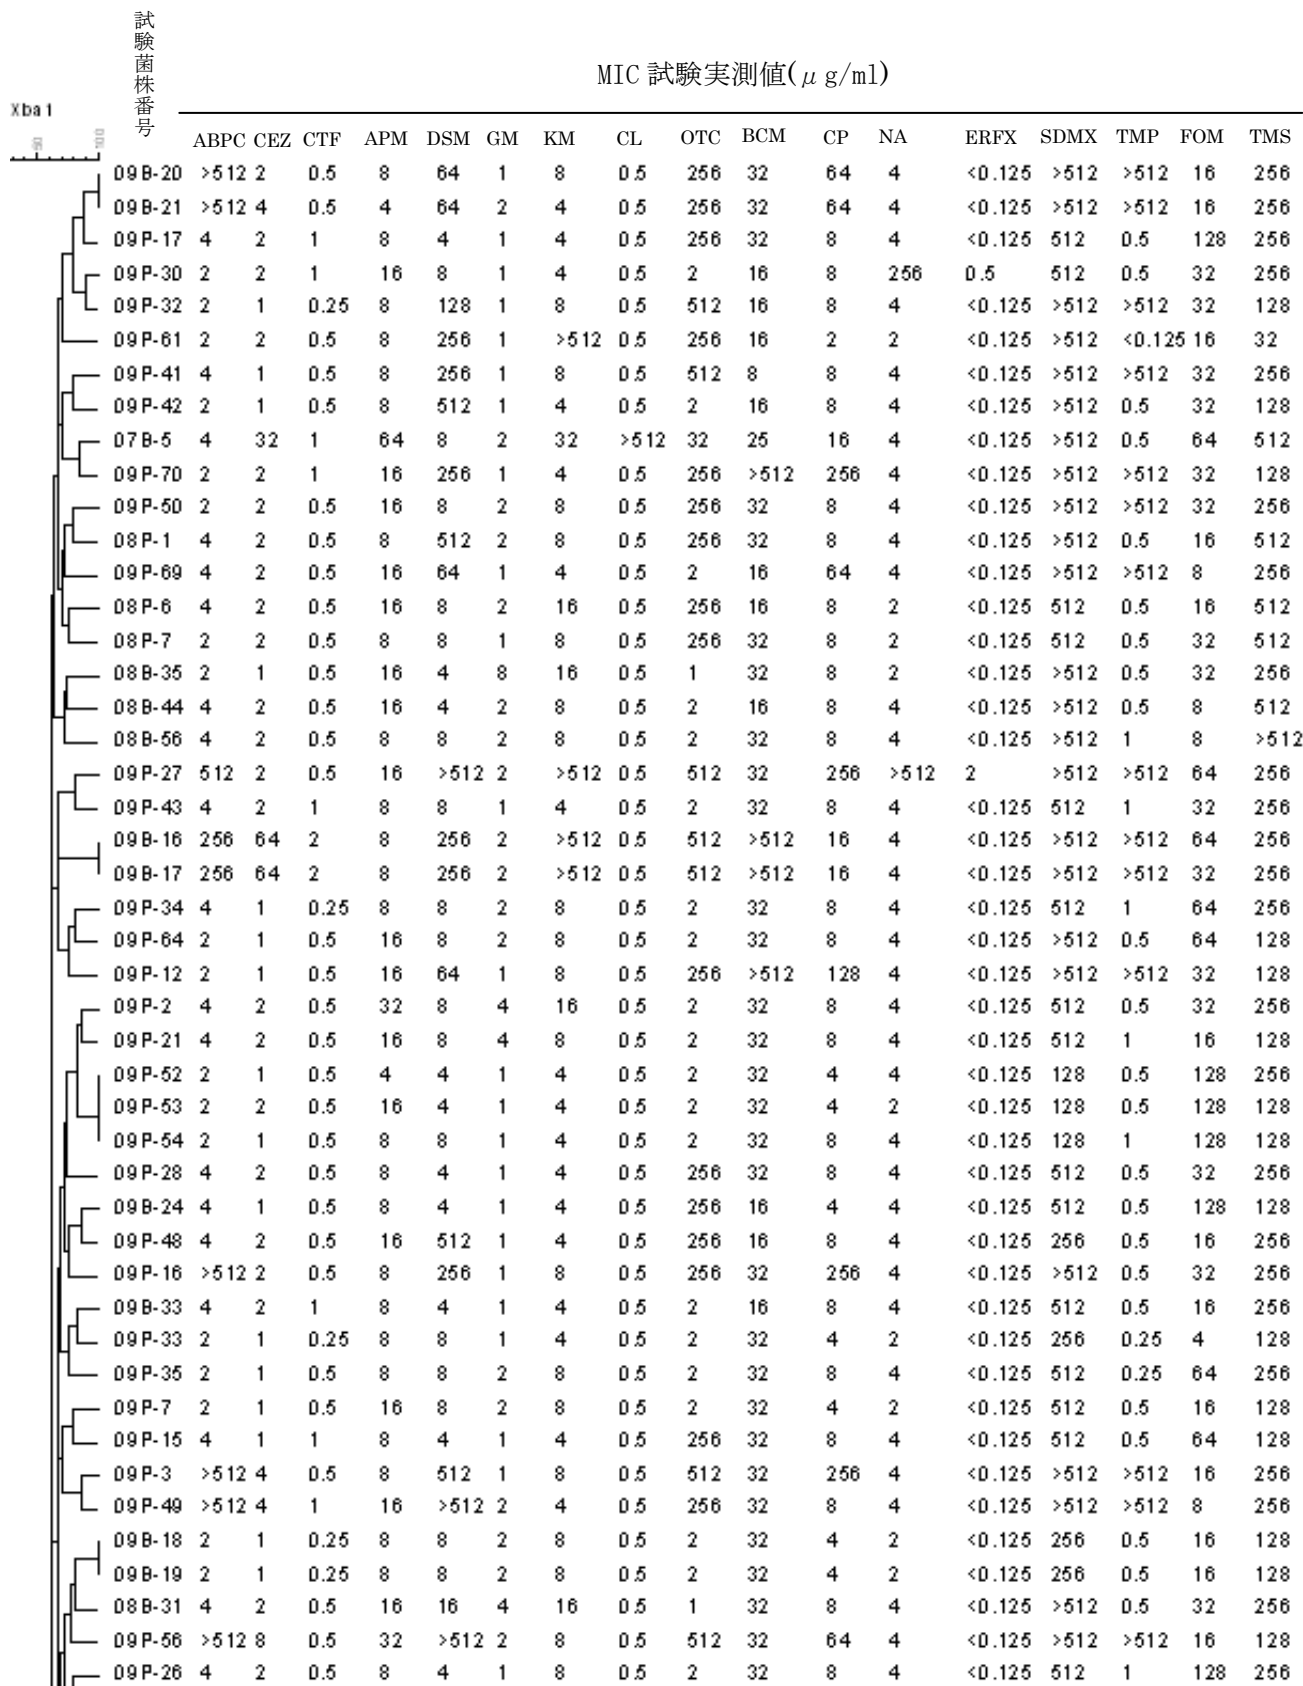 試験菌株番号
MIC 試験実測値(μg/ml)
Xba1
50 100
ABPC CEZ CTF APM DSM GM KM CL OTC BCM CP NA ERFX SDMX TMP FOM TMS
09B-20 >512 2 0.5 8 64 1 8 0.5 256 32 64 4 <0.125 >512 >512 16 256
09B-21 >512 4 0.5 4 64 2 4 0.5 256 32 64 4 <0.125 >512 >512 16 256
09P-17 4 2 1 8 4 1 4 0.5 256 32 8 4 <0.125 512 0.5 128 256
09P-30 2 2 1 16 8 1 4 0.5 2 16 8 256 0.5 512 0.5 32 256
09P-32 2 1 0.25 8 128 1 8 0.5 512 16 8 4 <0.125 >512 >512 32 128
09P-61 2 2 0.5 8 256 1 >512 0.5 256 16 2 2 <0.125 >512 <0.125 16 32
09P-41 4 1 0.5 8 256 1 8 0.5 512 8 8 4 <0.125 >512 >512 32 256
09P-42 2 1 0.5 8 512 1 4 0.5 2 16 8 4 <0.125 >512 0.5 32 128
07B-5 4 32 1 64 8 2 32 >512 32 25 16 4 <0.125 >512 0.5 64 512
09P-70 2 2 1 16 256 1 4 0.5 256 >512 256 4 <0.125 >512 >512 32 128
09P-50 2 2 0.5 16 8 2 8 0.5 256 32 8 4 <0.125 >512 >512 32 256
08P-1 4 2 0.5 8 512 2 8 0.5 256 32 8 4 <0.125 >512 0.5 16 512
09P-69 4 2 0.5 16 64 1 4 0.5 2 16 64 4 <0.125 >512 >512 8 256
08P-6 4 2 0.5 16 8 2 16 0.5 256 16 8 2 <0.125 512 0.5 16 512
08P-7 2 2 0.5 8 8 1 8 0.5 256 32 8 2 <0.125 512 0.5 32 512
08B-35 2 1 0.5 16 4 8 16 0.5 1 32 8 2 <0.125 >512 0.5 32 256
08B-44 4 2 0.5 16 4 2 8 0.5 2 16 8 4 <0.125 >512 0.5 8 512
08B-56 4 2 0.5 8 8 2 8 0.5 2 32 8 4 <0.125 >512 1 8 >512
09P-27 512 2 0.5 16 >512 2 >512 0.5 512 32 256 >512 2 >512 >512 64 256
09P-43 4 2 1 8 8 1 4 0.5 2 32 8 4 <0.125 512 1 32 256
09B-16 256 64 2 8 256 2 >512 0.5 512 >512 16 4 <0.125 >512 >512 64 256
09B-17 256 64 2 8 256 2 >512 0.5 512 >512 16 4 <0.125 >512 >512 32 256
09P-34 4 1 0.25 8 8 2 8 0.5 2 32 8 4 <0.125 512 1 64 256
09P-64 2 1 0.5 16 8 2 8 0.5 2 32 8 4 <0.125 >512 0.5 64 128
09P-12 2 1 0.5 16 64 1 8 0.5 256 >512 128 4 <0.125 >512 >512 32 128
09P-2 4 2 0.5 32 8 4 16 0.5 2 32 8 4 <0.125 512 0.5 32 256
09P-21 4 2 0.5 16 8 4 8 0.5 2 32 8 4 <0.125 512 1 16 128
09P-52 2 1 0.5 4 4 1 4 0.5 2 32 4 4 <0.125 128 0.5 128 256
09P-53 2 2 0.5 16 4 1 4 0.5 2 32 4 2 <0.125 128 0.5 128 128
09P-54 2 1 0.5 8 8 1 4 0.5 2 32 8 4 <0.125 128 1 128 128
09P-28 4 2 0.5 8 4 1 4 0.5 256 32 8 4 <0.125 512 0.5 32 256
09B-24 4 1 0.5 8 4 1 4 0.5 256 16 4 4 <0.125 512 0.5 128 128
09P-48 4 2 0.5 16 512 1 4 0.5 256 16 8 4 <0.125 256 0.5 16 256
09P-16 >512 2 0.5 8 256 1 8 0.5 256 32 256 4 <0.125 >512 0.5 32 256
09B-33 4 2 1 8 4 1 4 0.5 2 16 8 4 <0.125 512 0.5 16 256
09P-33 2 1 0.25 8 8 1 4 0.5 2 32 4 2 <0.125 256 0.25 4 128
09P-35 2 1 0.5 8 8 2 8 0.5 2 32 8 4 <0.125 512 0.25 64 256
09P-7 2 1 0.5 16 8 2 8 0.5 2 32 4 2 <0.125 512 0.5 16 128
09P-15 4 1 1 8 4 1 4 0.5 256 32 8 4 <0.125 512 0.5 64 128
09P-3 >512 4 0.5 8 512 1 8 0.5 512 32 256 4 <0.125 >512 >512 16 256
09P-49 >512 4 1 16 >512 2 4 0.5 256 32 8 4 <0.125 >512 >512 8 256
09B-18 2 1 0.25 8 8 2 8 0.5 2 32 4 2 <0.125 256 0.5 16 128
09B-19 2 1 0.25 8 8 2 8 0.5 2 32 4 2 <0.125 256 0.5 16 128
08B-31 4 2 0.5 16 16 4 16 0.5 1 32 8 4 <0.125 >512 0.5 32 256
09P-56 >512 8 0.5 32 >512 2 8 0.5 512 32 64 4 <0.125 >512 >512 16 128
09P-26 4 2 0.5 8 4 1 8 0.5 2 32 8 4 <0.125 512 1 128 256